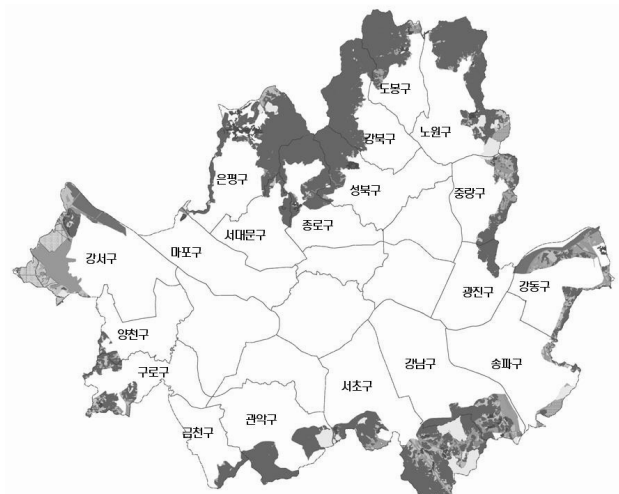 도봉구
강북구
노원구
은평구
성북구
중랑구
서대문구
종로구
마포구
강서구
광진구
강동구
양천구
구로구
강남구
송파구
서초구
관악구
금천구